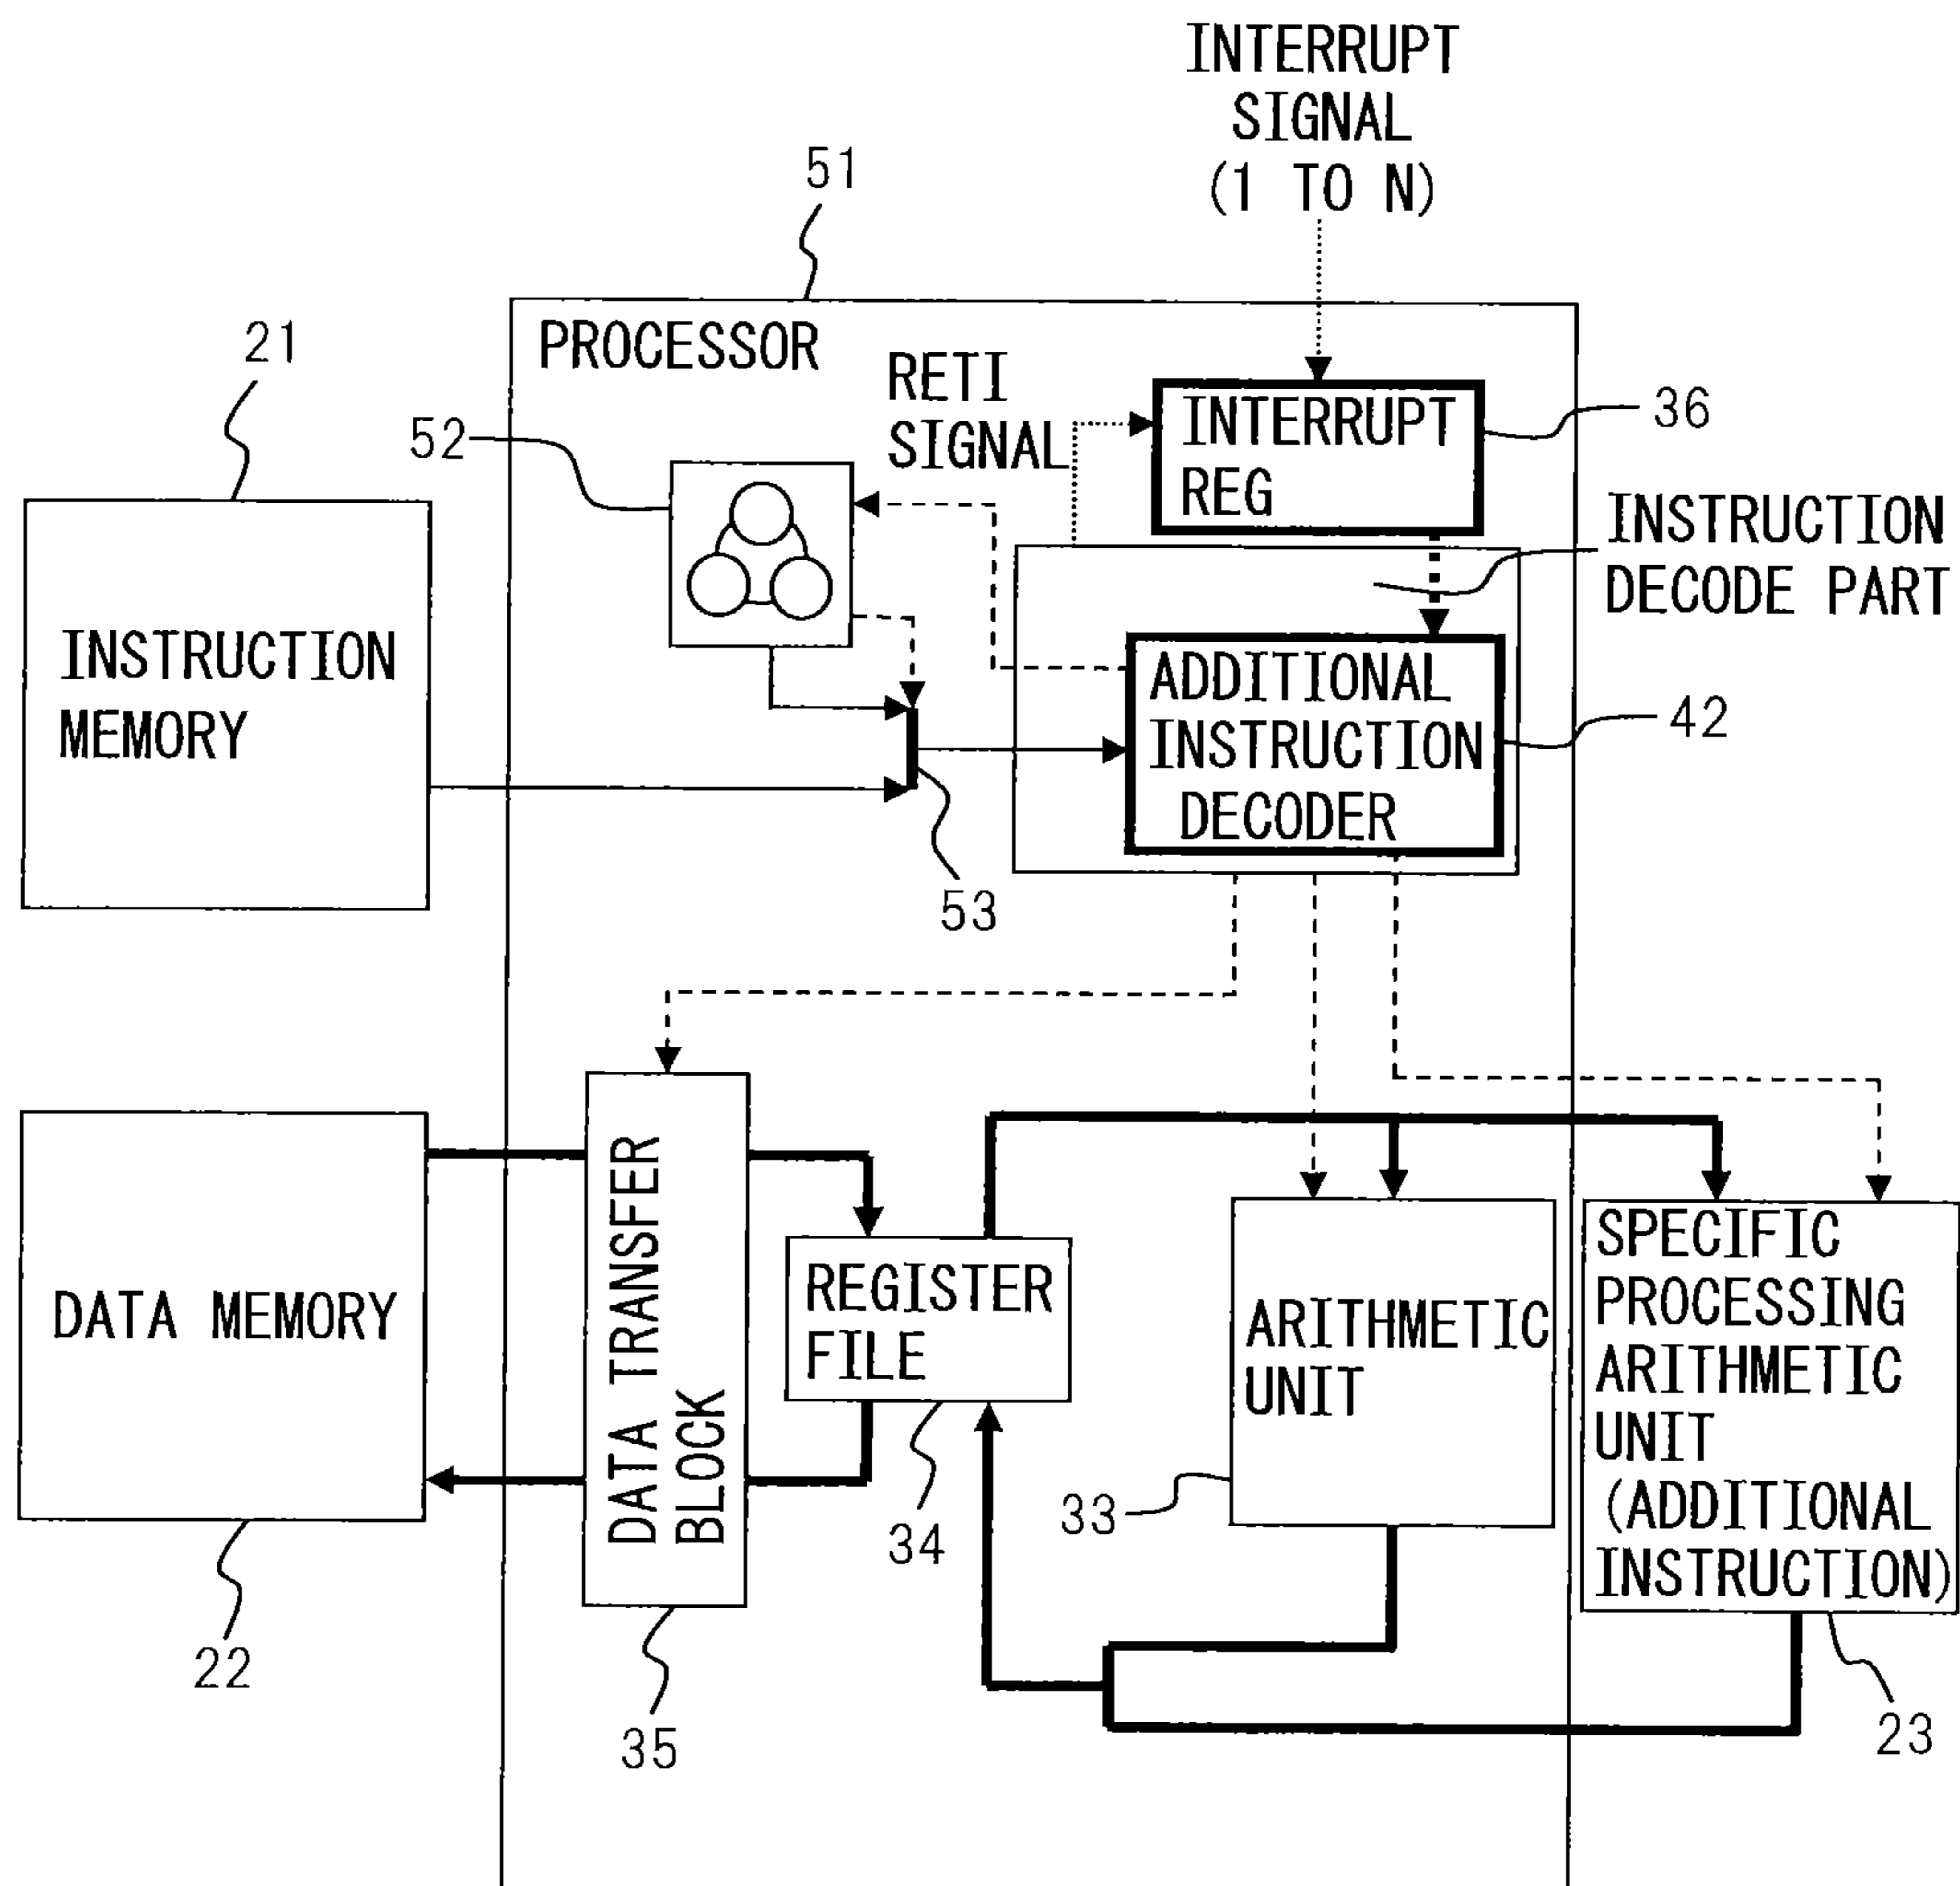 INTERRUPT
SIGNAL
(1 TO N)
51
21
PROCESSOR
RETI
SIGNAL
52
INTERRUPT
REG
36
INSTRUCTION
DECODE PART
INSTRUCTION
MEMORY
ADDITIONAL
INSTRUCTION
DECODER
42
53
DATA MEMORY
22
DATA TRANSFER
BLOCK
35
REGISTER
FILE
34
ARITHMETIC
UNIT
33
SPECIFIC
PROCESSING
ARITHMETIC
UNIT
(ADDITIONAL
INSTRUCTION)
23